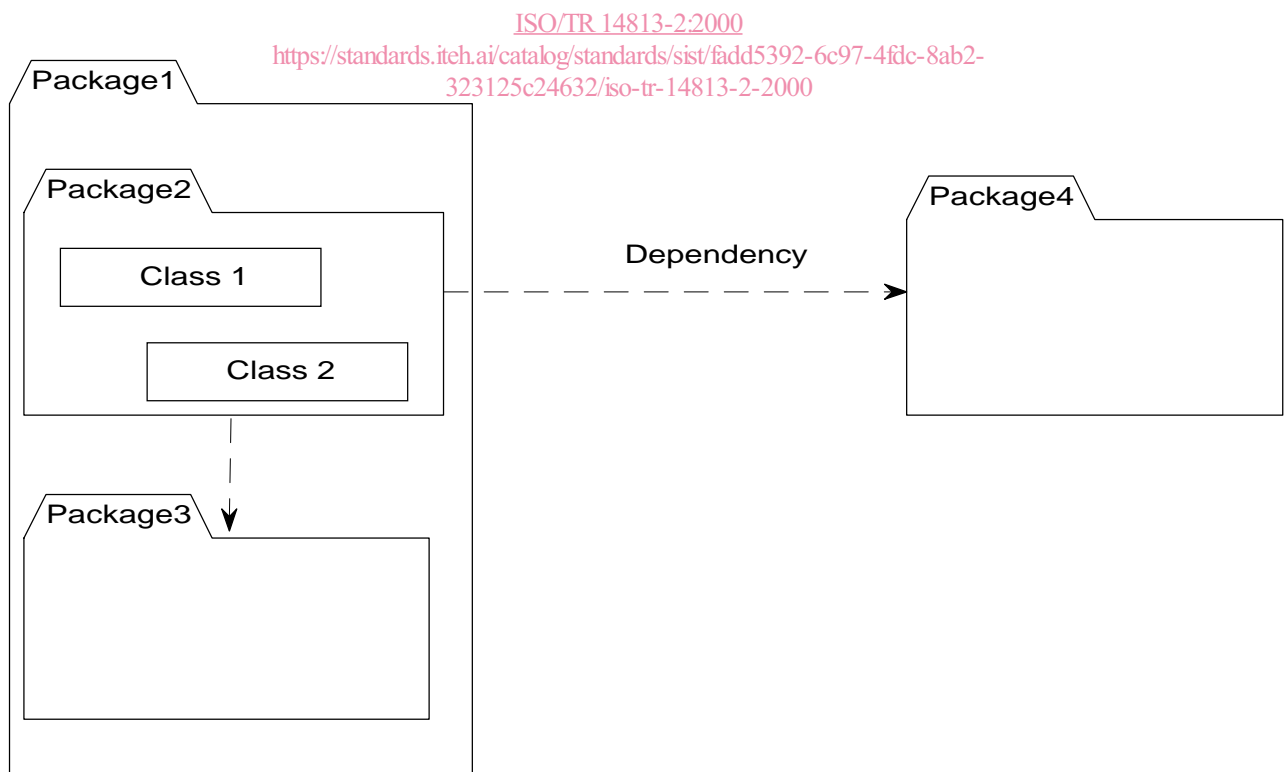 ISO/TR 14813-2:2000
https://standards.iteh.ai/catalog/standards/sist/fadd5392-6c97-4fdc-8ab2-
323125c24632/iso-tr-14813-2-2000
Package1
Package2
Package4
Class 1
Dependency
Class 2
Package3